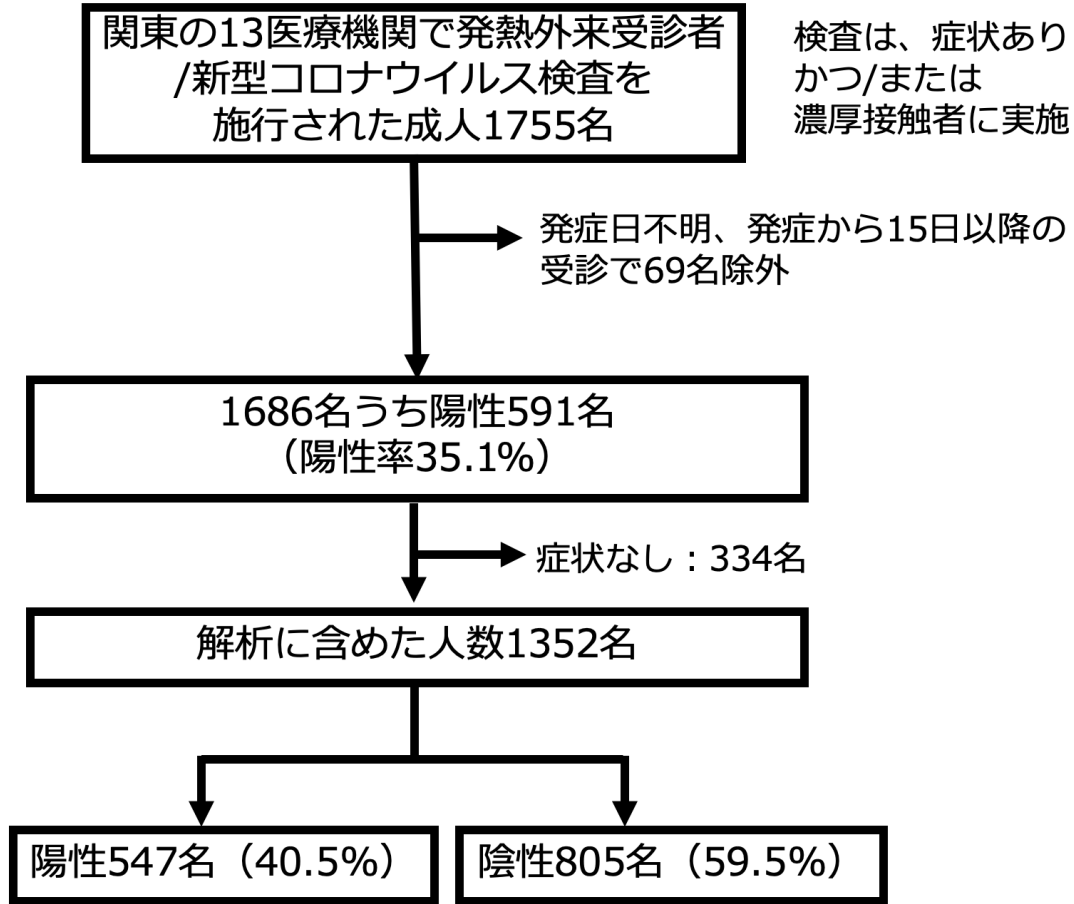 関東の13医療機関で発熱外来受診者
/新型コロナウイルス検査を
施行された成人1755名
検査は、症状あり
かつ/または
濃厚接触者に実施
発症日不明、発症から15日以降の
受診で69名除外
1686名うち陽性591名
（陽性率35.1%）
症状なし：334名
解析に含めた人数1352名
陽性547名（40.5%）
陰性805名（59.5%）